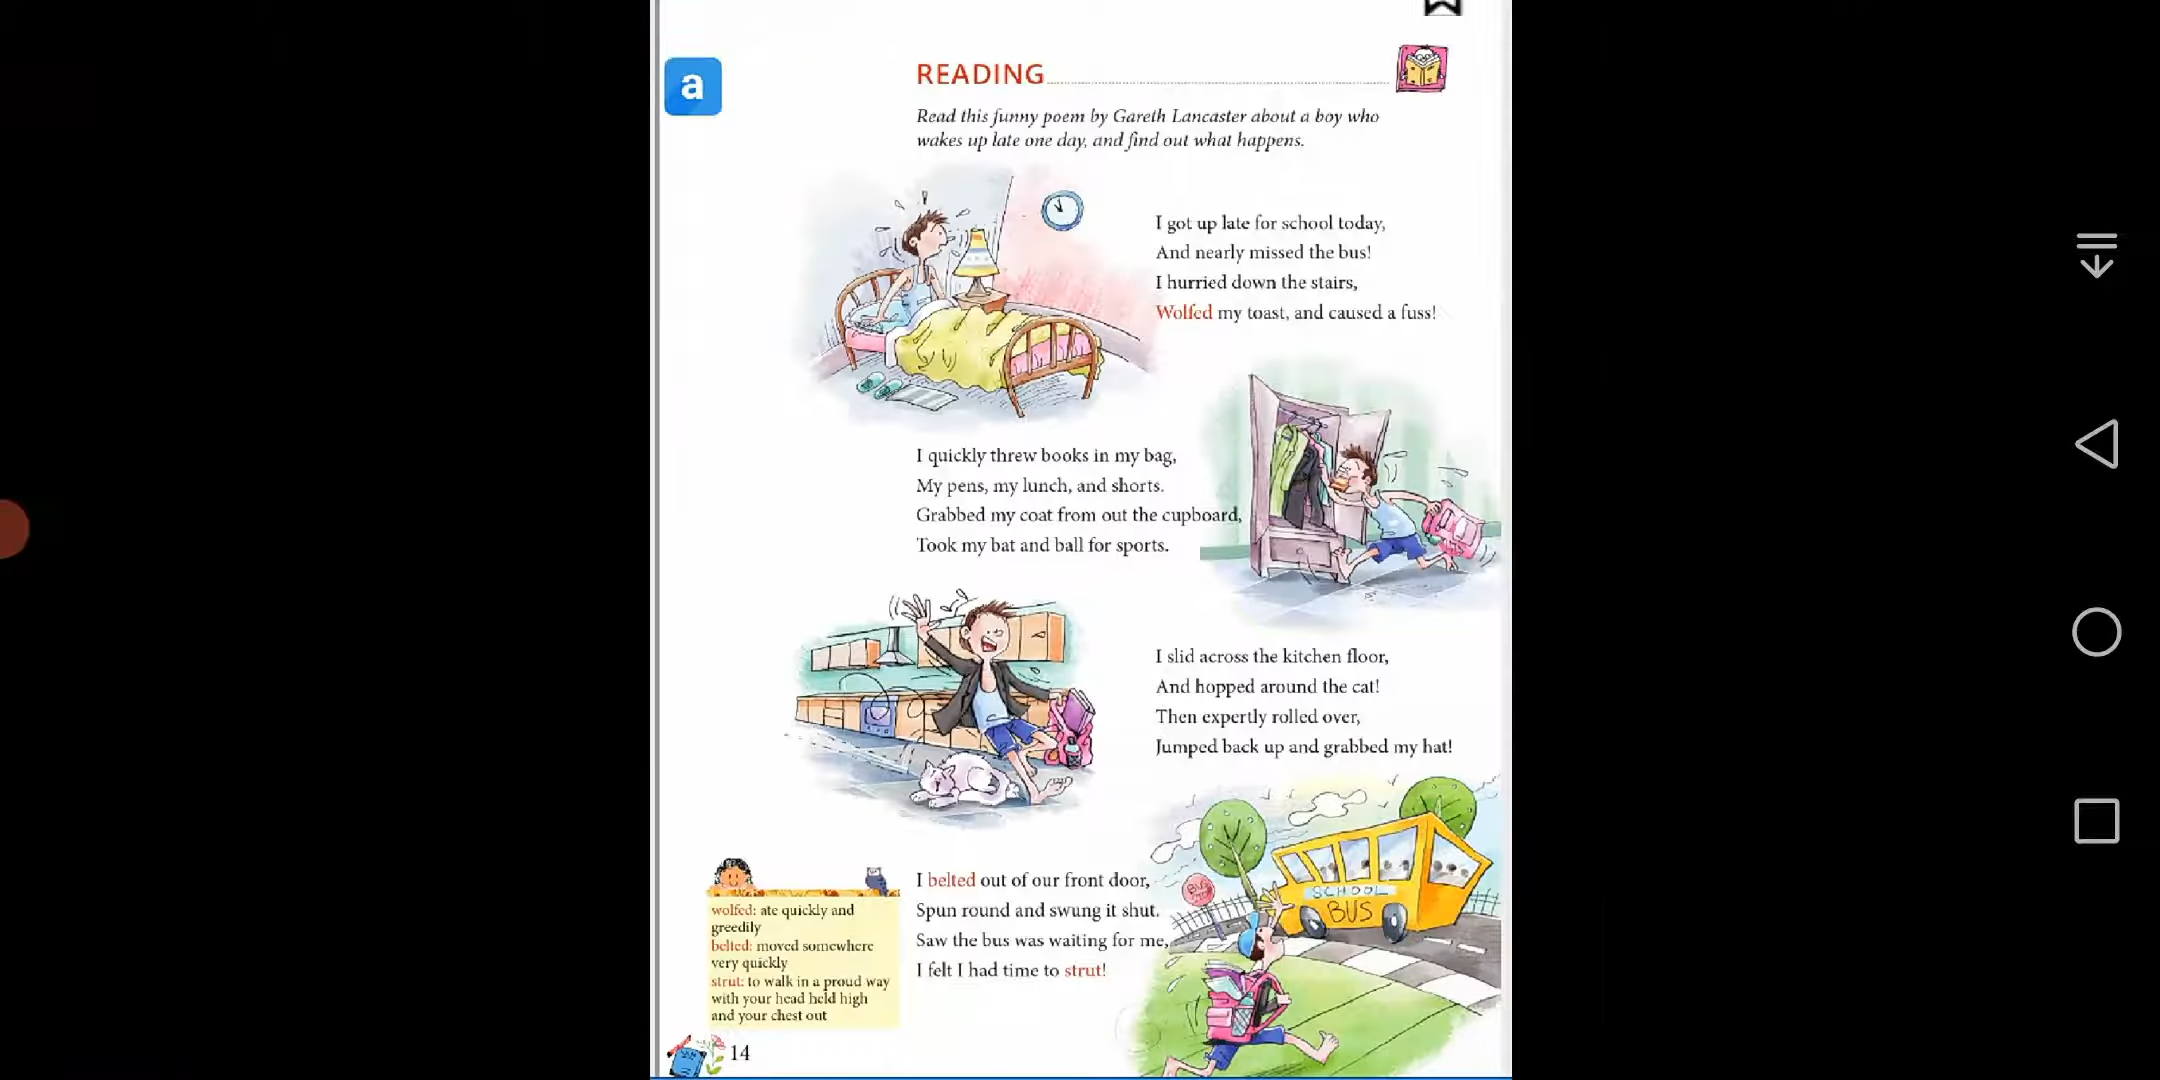 a
READING
Read this funny poem by Gareth Lancaster about a boy who
wakes up late one day, and find out what happens.
I got up late for school today,
And nearly missed the bus!
I hurried down the stairs,
Wolfed my toast, and caused a fuss!
I quickly threw books in my bag,
My pens, my lunch, and shorts.
Grabbed my coat from out the cupboard,
Took my bat and ball for sports.
I slid across the kitchen floor,
And hopped around the cat!
Then expertly rolled over,
Jumped back up and grabbed my hat!
I belted out of our front door,
Spun round and swung it shut.
Saw the bus was waiting for me,
I felt I had time to strut!
BUS
SCHOOL
BUS
wolfed: ate quickly and
greedily
belted: moved somewhere
very quickly
strut: to walk in a proud way
with your head held high
and your chest out
14